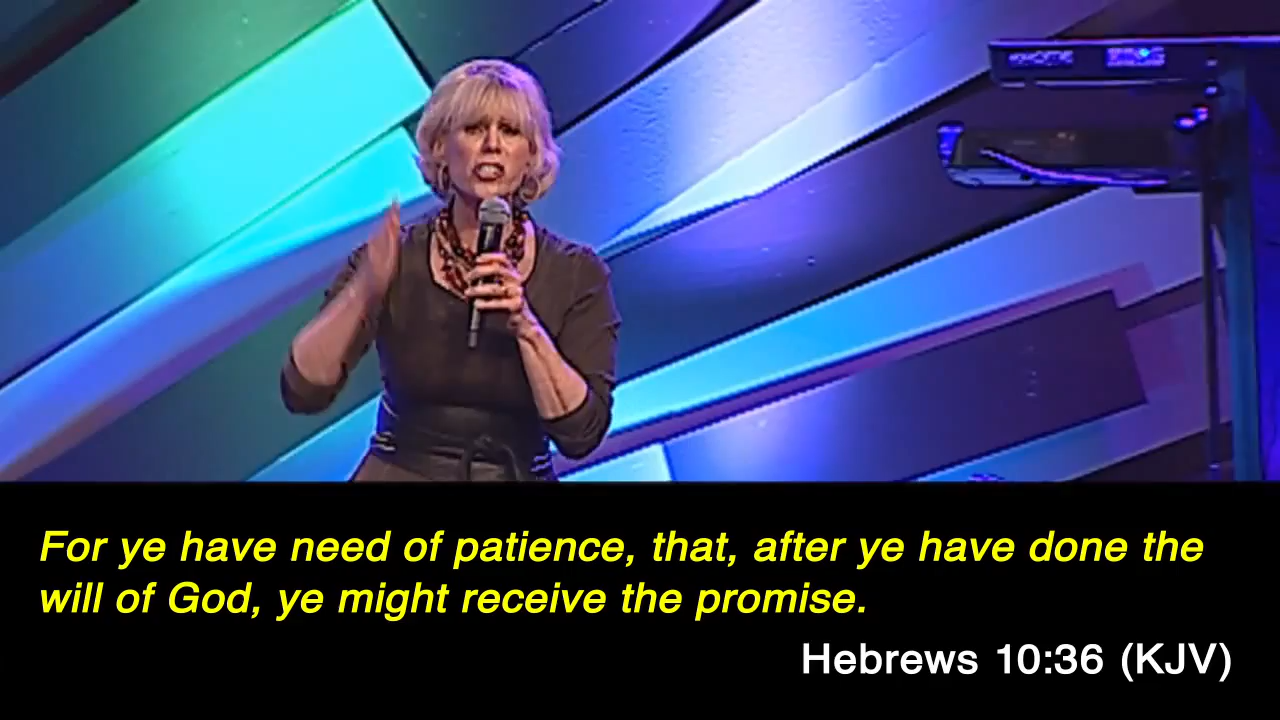 For ye have need of patience, that, after ye have done the
will of God, ye might receive the promise.
Hebrews 10:36 (KJV)